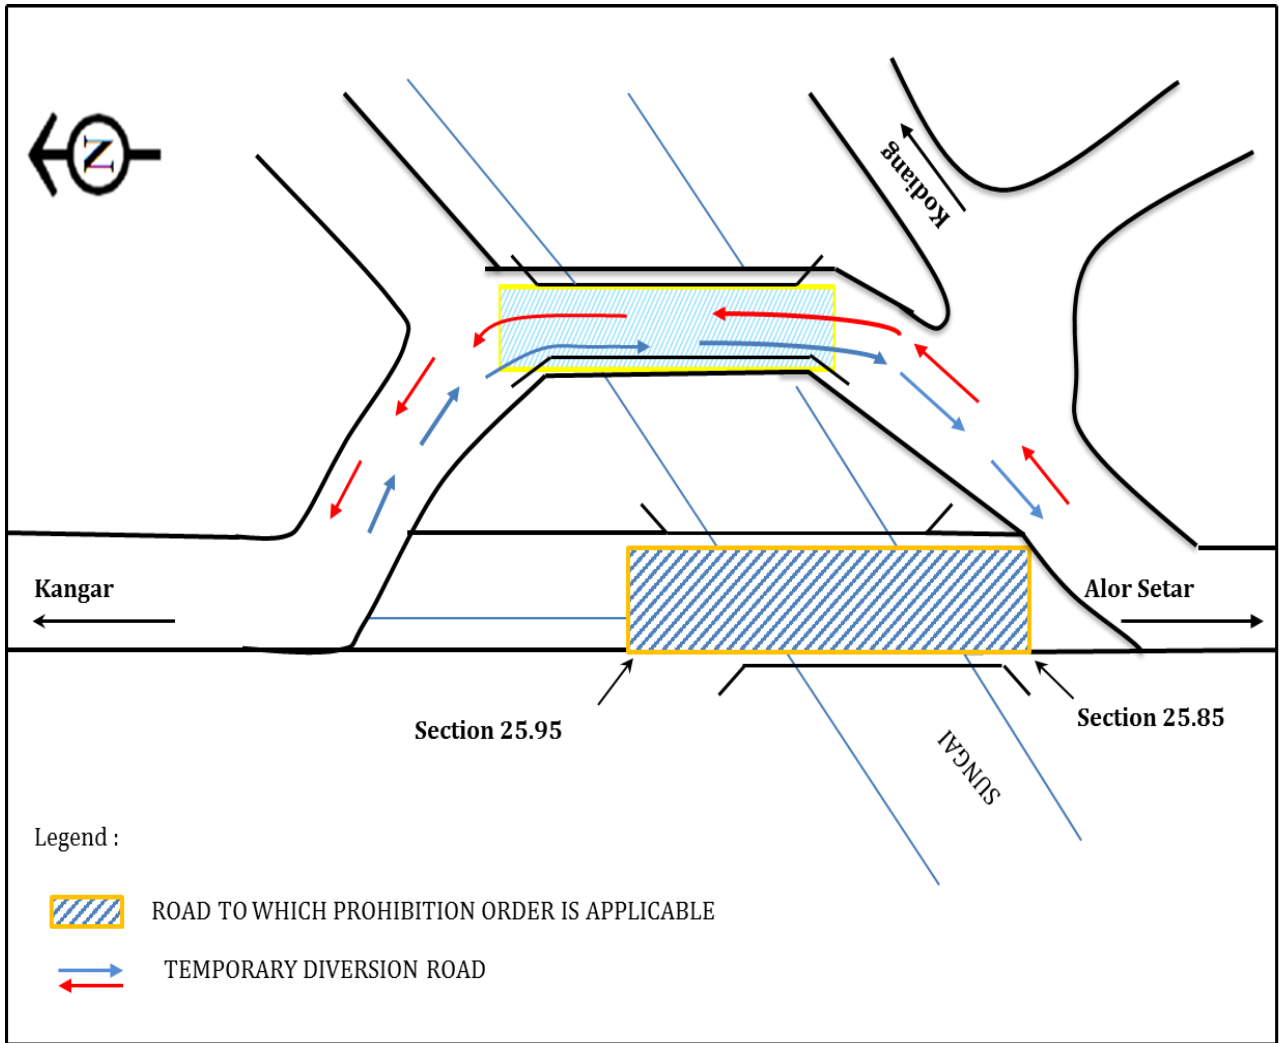 N
Kodiang
Kangar
Alor Setar
Section 25.95
Section 25.85
SUNGAI
Legend :
ROAD TO WHICH PROHIBITION ORDER IS APPLICABLE
TEMPORARY DIVERSION ROAD